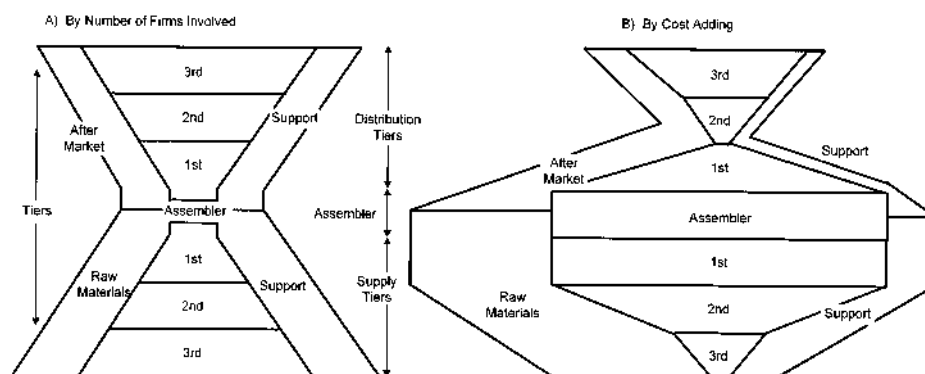 A) By Number of Firms Involved
3rd
2nd
1st
After
Market
Support
Tiers
Assembler
1st
2nd
3rd
Raw
Materials
Support
Distribution
Tiers
Assembler
Supply
Tiers
B) By Cost Adding
3rd
2nd
1st
After
Market
Support
Assembler
1st
2nd
3rd
Raw
Materials
Support